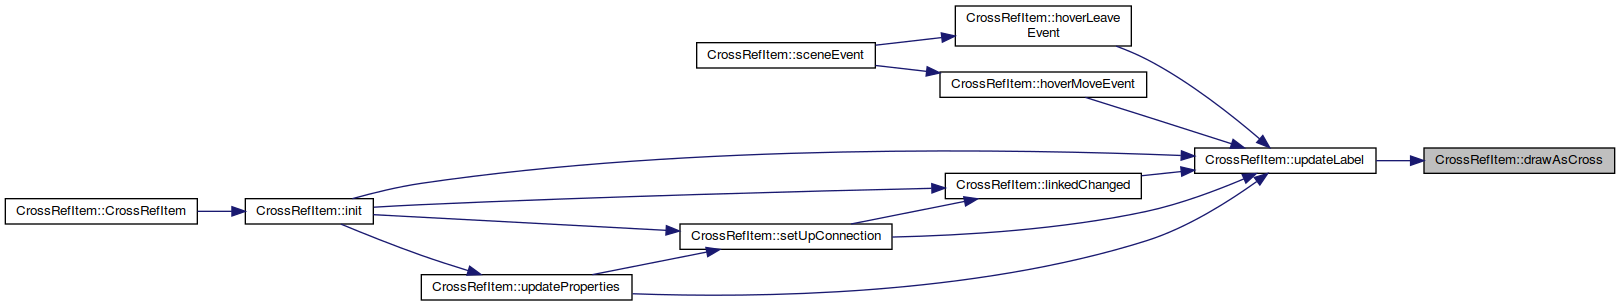 CrossRefItem::hoverLeave
Event
CrossRefItem::sceneEvent
CrossRefItem::hoverMoveEvent
CrossRefItem::updateLabel
CrossRefItem::drawAsCross
CrossRefItem::linkedChanged
CrossRefItem::CrossRefItem
CrossRefItem::init
CrossRefItem::setUpConnection
CrossRefItem::updateProperties